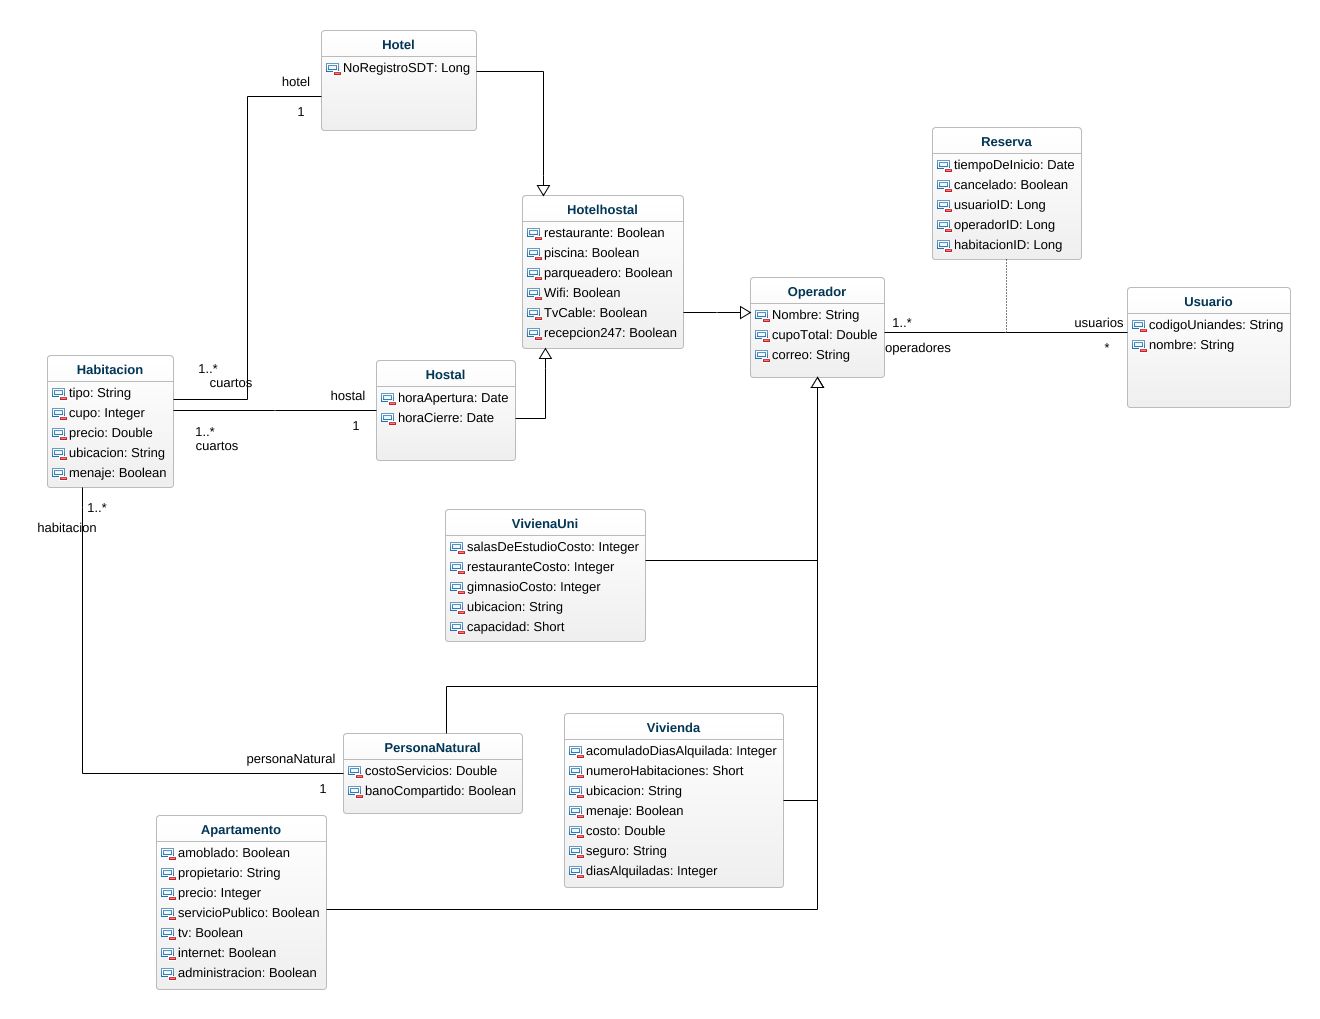 Hotel
NoRegistroSDT: Long
hotel
1
Reserva
tiempoDeInicio: Date
cancelado: Boolean
usuarioID: Long
operadorID: Long
habitacionID: Long
Hotelhostal
restaurante: Boolean
piscina: Boolean
parqueadero: Boolean
Wifi: Boolean
TvCable: Boolean
recepcion247: Boolean
Operador
Nombre: String
cupoTotal: Double
correo: String
1..*
operadores
usuarios
*
Usuario
codigoUniandes: String
nombre: String
Habitacion
tipo: String
cupo: Integer
precio: Double
ubicacion: String
menaje: Boolean
1..*
cuartos
1..*
cuartos
hostal
1
Hostal
horaApertura: Date
horaCierre: Date
1..*
habitacion
VivienaUni
salasDeEstudioCosto: Integer
restauranteCosto: Integer
gimnasioCosto: Integer
ubicacion: String
capacidad: Short
personaNatural
1
PersonaNatural
costoServicios: Double
banoCompartido: Boolean
Vivienda
acomuladoDiasAlquilada: Integer
numeroHabitaciones: Short
ubicacion: String
menaje: Boolean
costo: Double
seguro: String
diasAlquiladas: Integer
Apartamento
amoblado: Boolean
propietario: String
precio: Integer
servicioPublico: Boolean
tv: Boolean
internet: Boolean
administracion: Boolean